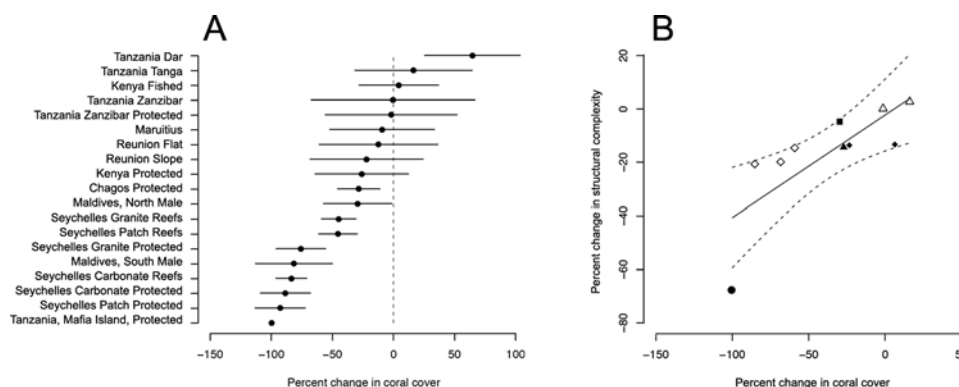 A
Tanzania Dar
Tanzania Tanga
Kenya Fished
Tanzania Zanzibar
Tanzania Zanzibar Protected
Maruitius
Reunion Flat
Reunion Slope
Kenya Protected
Chagos Protected
Maldives, North Male
Seychelles Granite Reefs
Seychelles Patch Reefs
Seychelles Granite Protected
Maldives, South Male
Seychelles Carbonate Reefs
Seychelles Carbonate Protected
Seychelles Patch Protected
Tanzania, Mafia Island, Protected
−150 −100 −50 0 50 100
Percent change in coral cover
B
Percent change in structural complexity
20
0
−20
−40
−60
−80
−150 −100 −50 0 5
Percent change in coral cover